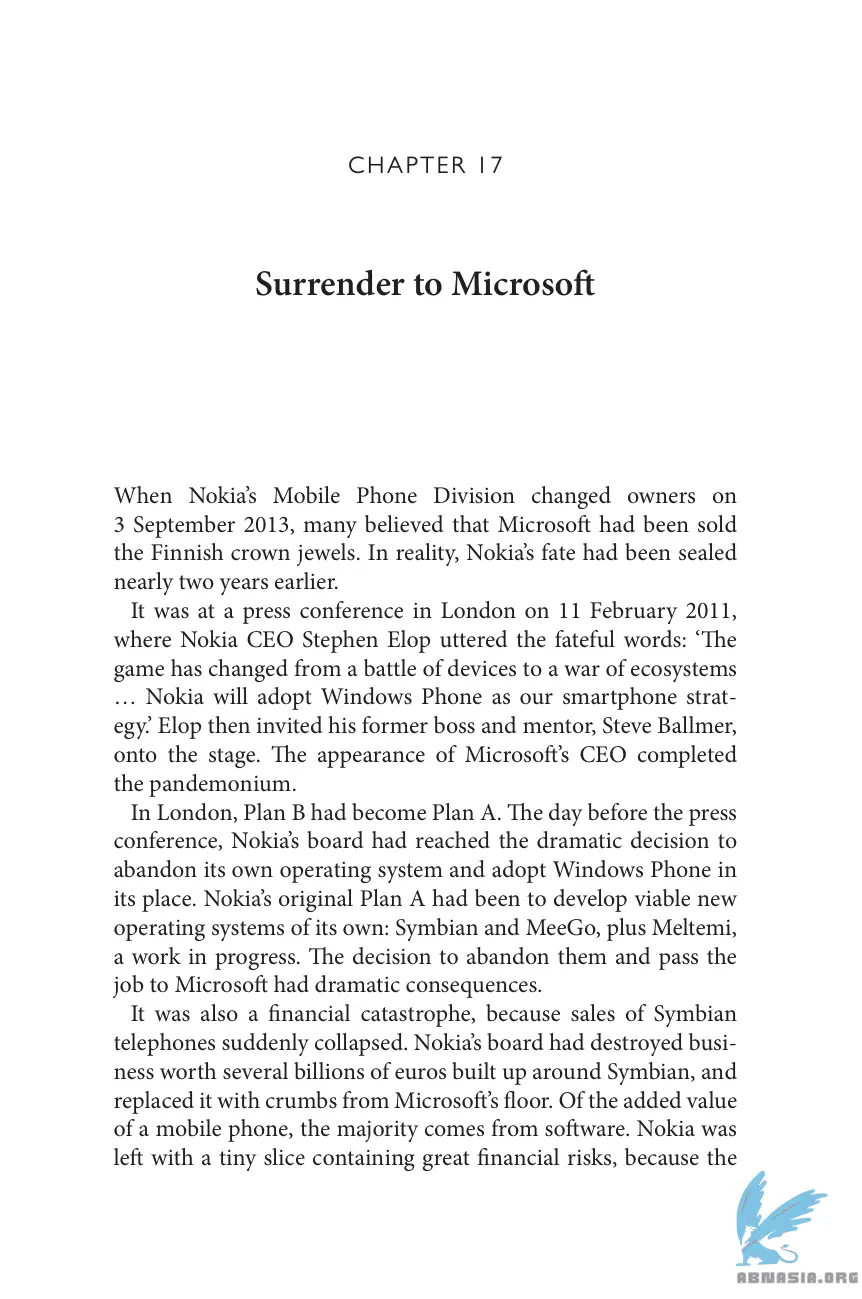 CHAPTER 17
Surrender to Microsoft
When Nokia’s Mobile Phone Division changed owners on
3 September 2013, many believed that Microsoft had been sold
the Finnish crown jewels. In reality, Nokia’s fate had been sealed
nearly two years earlier.
It was at a press conference in London on 11 February 2011,
where Nokia CEO Stephen Elop uttered the fateful words: ‘The
game has changed from a battle of devices to a war of ecosystems
… Nokia will adopt Windows Phone as our smartphone strat-
egy.’ Elop then invited his former boss and mentor, Steve Ballmer,
onto the stage. The appearance of Microsoft’s CEO completed
the pandemonium.
In London, Plan B had become Plan A. The day before the press
conference, Nokia’s board had reached the dramatic decision to
abandon its own operating system and adopt Windows Phone in
its place. Nokia’s original Plan A had been to develop viable new
operating systems of its own: Symbian and MeeGo, plus Meltemi,
a work in progress. The decision to abandon them and pass the
job to Microsoft had dramatic consequences.
It was also a financial catastrophe, because sales of Symbian
telephones suddenly collapsed. Nokia’s board had destroyed busi-
ness worth several billions of euros built up around Symbian, and
replaced it with crumbs from Microsoft’s floor. Of the added value
of a mobile phone, the majority comes from software. Nokia was
left with a tiny slice containing great financial risks, because the
ABNASIA.ORG